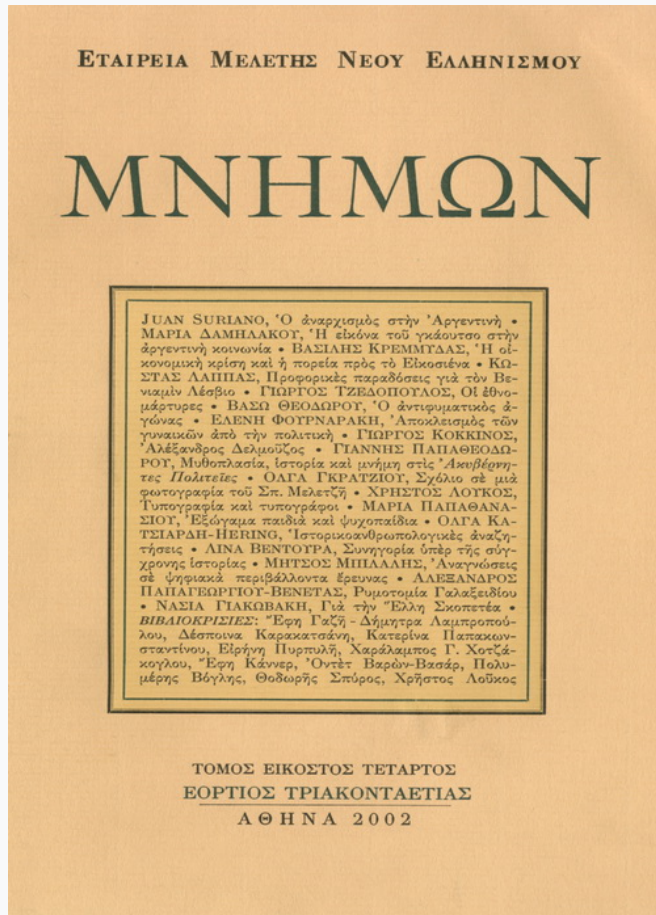 ΕΤΑΙΡΕΙΑ ΜΕΛΕΤΗΣ ΝΕΟΥ ΕΛΛΗΝΙΣΜΟΥ
ΜΝΗΜΩΝ
JUAN SURIANO, Ὁ ἀναρχισμὸς στὴν Ἀργεντινὴ •
ΜΑΡΙΑ ΔΑΜΗΛΑΚΟΥ, Ἡ εἰκόνα τοῦ γκάουτσο στὴν
ἀργεντινὴ κοινωνία • ΒΑΣΙΛΗΣ ΚΡΕΜΜΥΔΑΣ, Ἡ οἰ-
κονομικὴ κρίση καὶ ἡ πορεία πρὸς τὸ Εἰκοσιένα • ΚΩ-
ΣΤΑΣ ΛΑΠΠΑΣ, Προφορικὲς παραδόσεις γιὰ τὸν Βε-
νιαμὶν Λέσβιο • ΓΙΩΡΓΟΣ ΤΖΕΔΟΠΟΥΛΟΣ, Οἱ ἐθνο-
μάρτυρες • ΒΑΣΩ ΘΕΟΔΩΡΟΥ, Ὁ ἀντιφυματικὸς ἀ-
γώνας • ΕΛΕΝΗ ΦΟΥΡΝΑΡΑΚΗ, Ἀποκλεισμὸς τῶν
γυναικῶν ἀπὸ τὴν πολιτικὴ • ΓΙΩΡΓΟΣ ΚΟΚΚΙΝΟΣ,
Ἀλέξανδρος Δελμοῦζος • ΓΙΑΝΝΗΣ ΠΑΠΑΘΕΟΔΩ-
ΡΟΥ, Μυθοπλασία, ἱστορία καὶ μνήμη στὶς Ἀκυβέρνη-
τες Πολιτεῖες • ΟΛΓΑ ΓΚΡΑΤΖΙΟΥ, Σχόλιο σὲ μιὰ
φωτογραφία τοῦ Σπ. Μελετζῆ • ΧΡΗΣΤΟΣ ΛΟΥΚΟΣ,
Τυπογραφία καὶ τυπογράφοι • ΜΑΡΙΑ ΠΑΠΑΘΑΝΑ-
ΣΙΟΥ, Ἐξώγαμα παιδιὰ καὶ ψυχοπαίδια • ΟΛΓΑ ΚΑ-
ΤΣΙΑΡΔΗ-HERING, Ἱστορικοανθρωπολογικὲς ἀναζη-
τήσεις • ΛΙΝΑ ΒΕΝΤΟΥΡΑ, Συνηγορία ὑπὲρ τῆς σύγ-
χρονης ἱστορίας • ΜΗΤΣΟΣ ΜΠΙΛΑΛΗΣ, Ἀναγνώσεις
σὲ ψηφιακὰ περιβάλλοντα ἔρευνας • ΑΛΕΞΑΝΔΡΟΣ
ΠΑΠΑΓΕΩΡΓΙΟΥ-ΒΕΝΕΤΑΣ, Ρυμοτομία Γαλαξειδίου
• ΝΑΣΙΑ ΓΙΑΚΩΒΑΚΗ, Γιὰ τὴν Ἕλλη Σκοπετέα •
ΒΙΒΛΙΟΚΡΙΣΙΕΣ: Ἔφη Γαζῆ - Δήμητρα Λαμπροπού-
λου, Δέσποινα Καρακατσάνη, Κατερίνα Παπακων-
σταντίνου, Εἰρήνη Πυρπυλῆ, Χαράλαμπος Γ. Χοτζά-
κογλου, Ἔφη Κάννερ, Ὀντὲτ Βαρὼν-Βασάρ, Πολυ-
μέρης Βόγλης, Θοδωρῆς Σπύρος, Χρῆστος Λοῦκος
ΤΟΜΟΣ ΕΙΚΟΣΤΟΣ ΤΕΤΑΡΤΟΣ
ΕΟΡΤΙΟΣ ΤΡΙΑΚΟΝΤΑΕΤΙΑΣ
ΑΘΗΝΑ 2002